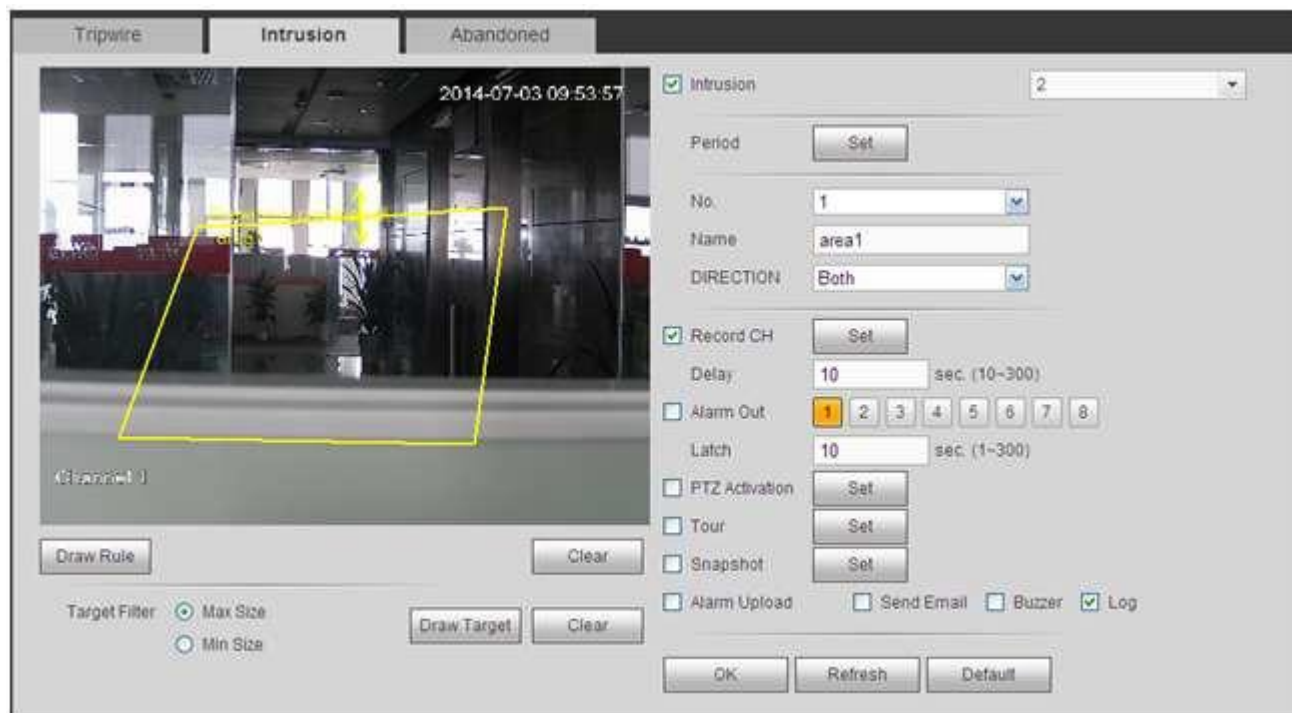 Tripwire
Intrusion
Abandoned
2014-07-03 09:53:57
Channel 1
Draw Rule
Clear
Target Filter
Max Size
Min Size
Draw Target
Clear
Intrusion
2
Period
Set
No.
1
Name
area1
DIRECTION
Both
Record CH
Set
Delay
10
sec. (10~300)
Alarm Out
1 2 3 4 5 6 7 8
Latch
10
sec. (1~300)
PTZ Activation
Set
Tour
Set
Snapshot
Set
Alarm Upload
Send Email
Buzzer
Log
OK
Refresh
Default